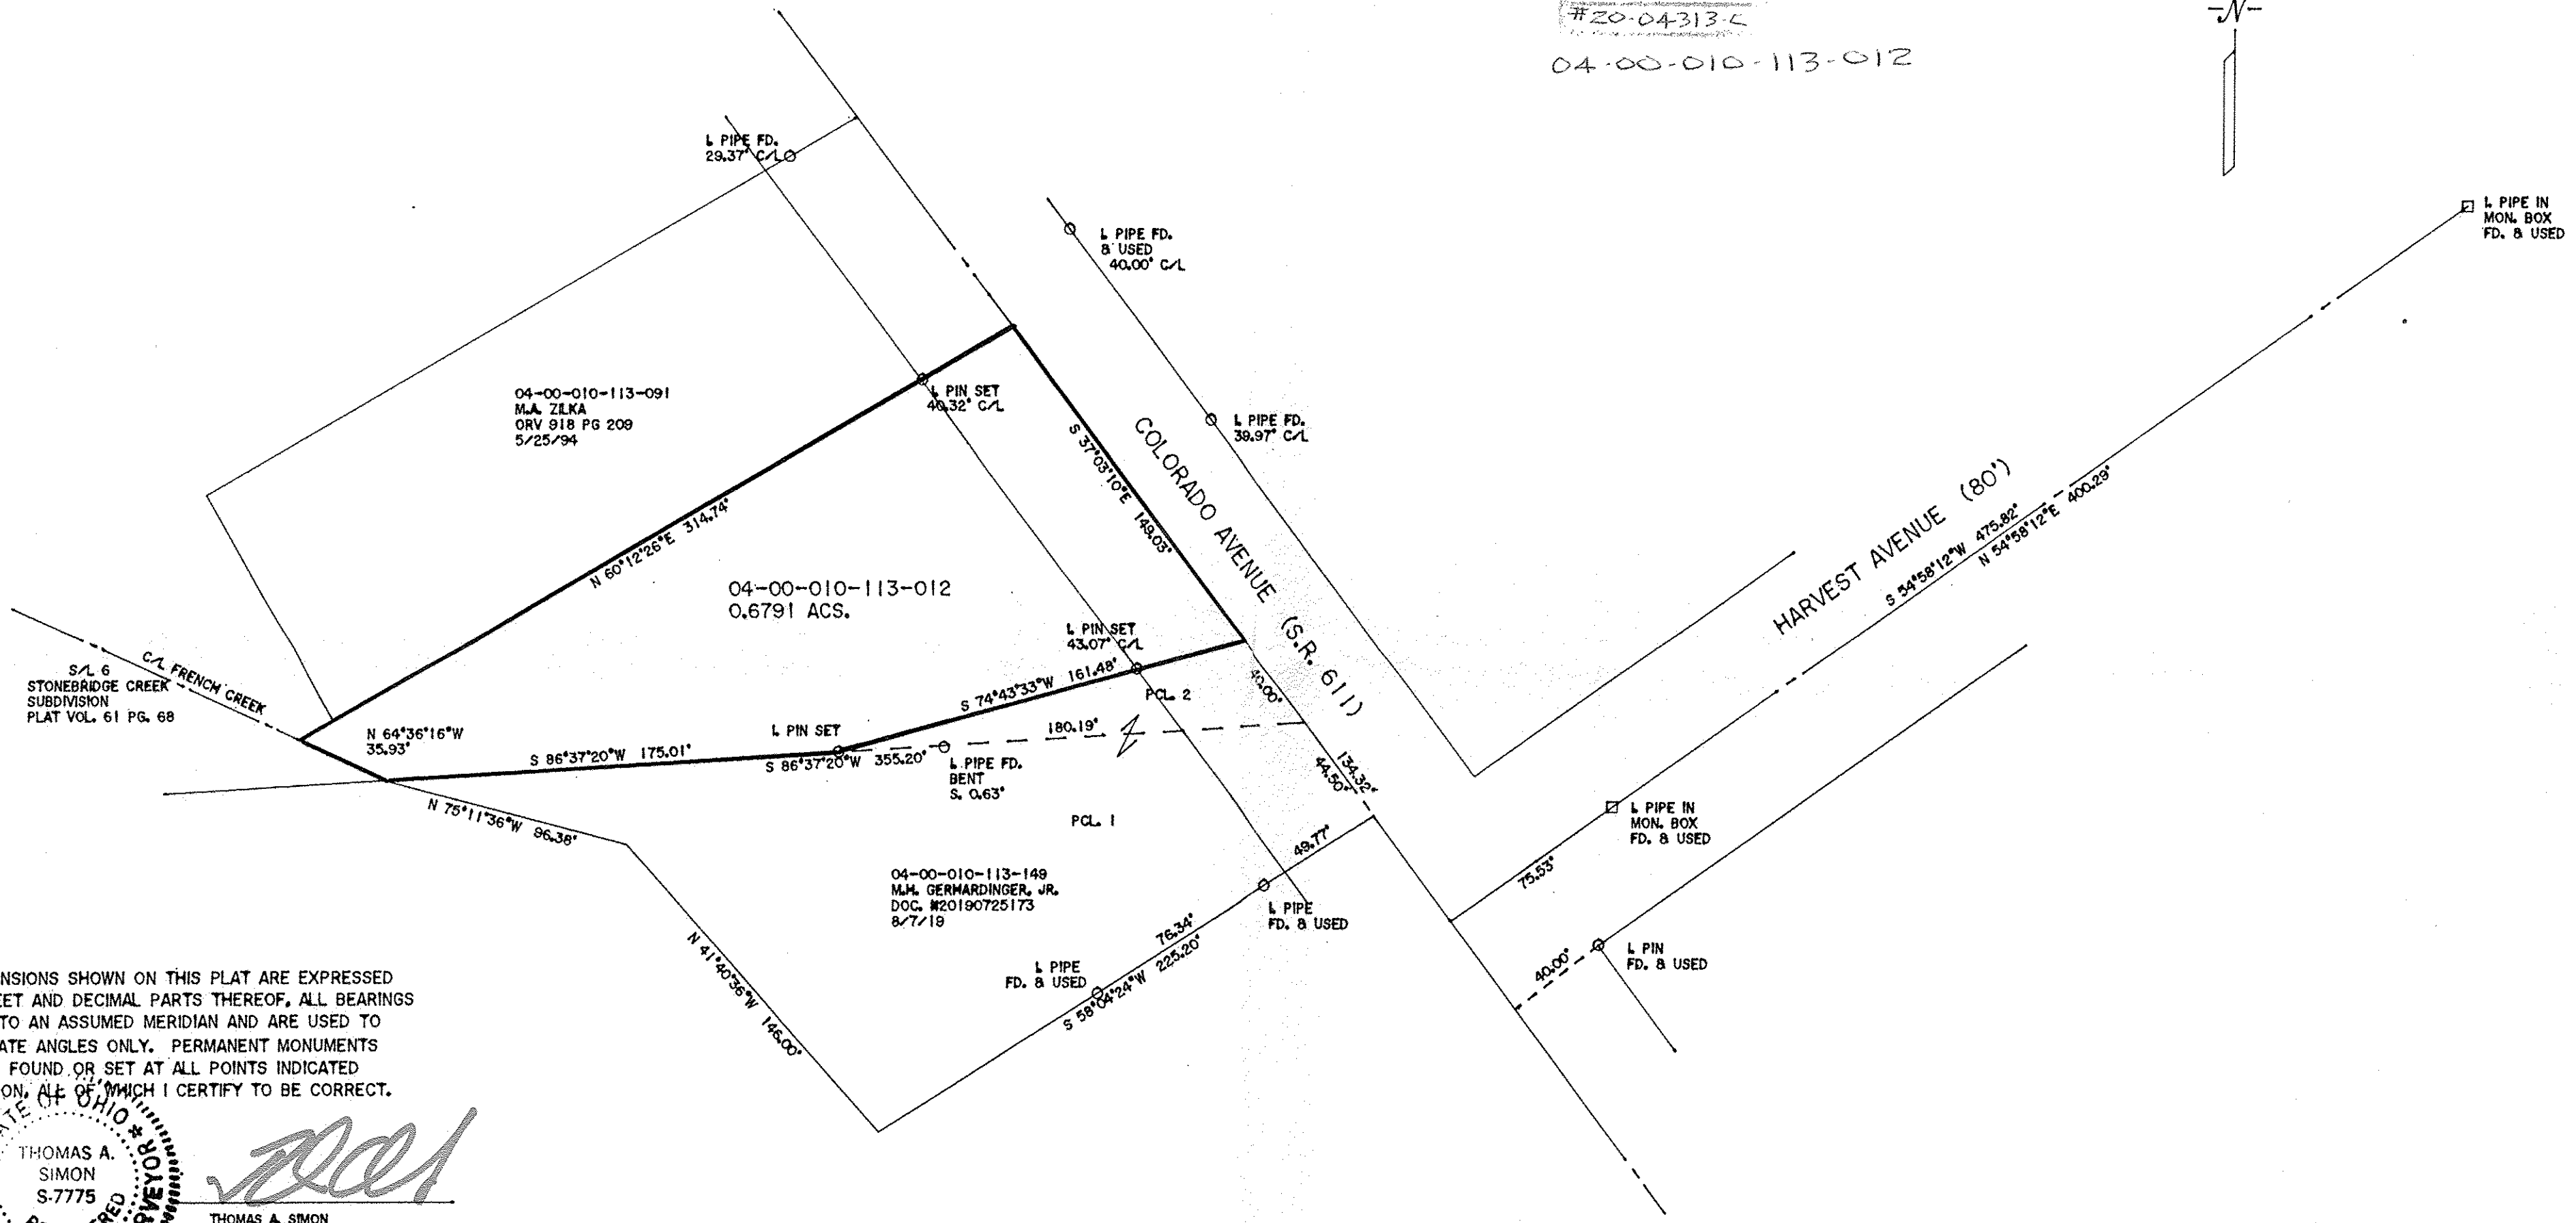 #20-04313-C
04-00-010-113-012
-N-
I. PIPE FD.
29.37' C/L
I. PIPE FD.
& USED
40.00' C/L
I. PIPE IN
MON. BOX
FD. & USED
04-00-010-113-091
M.A. ZILKA
ORV 918 PG 209
5/25/94
I. PIN SET
40.32' C/L
I. PIPE FD.
39.97' C/L
S 37°03'10"E 149.03'
COLORADO AVENUE (S.R. 611)
HARVEST AVENUE (80')
S 54°58'12"W 475.82'
N 54°58'12"E 400.29'
N 60°12'26"E 314.74'
04-00-010-113-012
0.6791 ACS.
I. PIN SET
43.07' C/L
C/L FRENCH CREEK
S/L 6
STONEBRIDGE CREEK
SUBDIVISION
PLAT VOL. 61 PG. 68
N 64°36'16"W
35.93'
S 74°43'33"W 161.48'
PCL. 2
40.00'
I. PIN SET
180.19'
S 86°37'20"W 175.01'
S 86°37'20"W 355.20'
I. PIPE FD.
BENT
S. 0.63'
134.32'
44.50'
N 75°11'36"W 96.38'
PCL. 1
49.77'
I. PIPE IN
MON. BOX
FD. & USED
75.53'
04-00-010-113-149
M.H. GERHARDINGER, JR.
DOC. #20190725173
8/7/19
I. PIPE
FD. & USED
76.34'
S 58°04'24"W 225.20'
I. PIPE
FD. & USED
N 41°40'36"W 146.00'
40.00'
I. PIN
FD. & USED
NSIONS SHOWN ON THIS PLAT ARE EXPRESSED
EET AND DECIMAL PARTS THEREOF. ALL BEARINGS
TO AN ASSUMED MERIDIAN AND ARE USED TO
ATE ANGLES ONLY. PERMANENT MONUMENTS
FOUND OR SET AT ALL POINTS INDICATED
ON, ALL OF WHICH I CERTIFY TO BE CORRECT.
ATE OF OHIO
THOMAS A.
SIMON
S-7775
RVEYOR
THOMAS A. SIMON